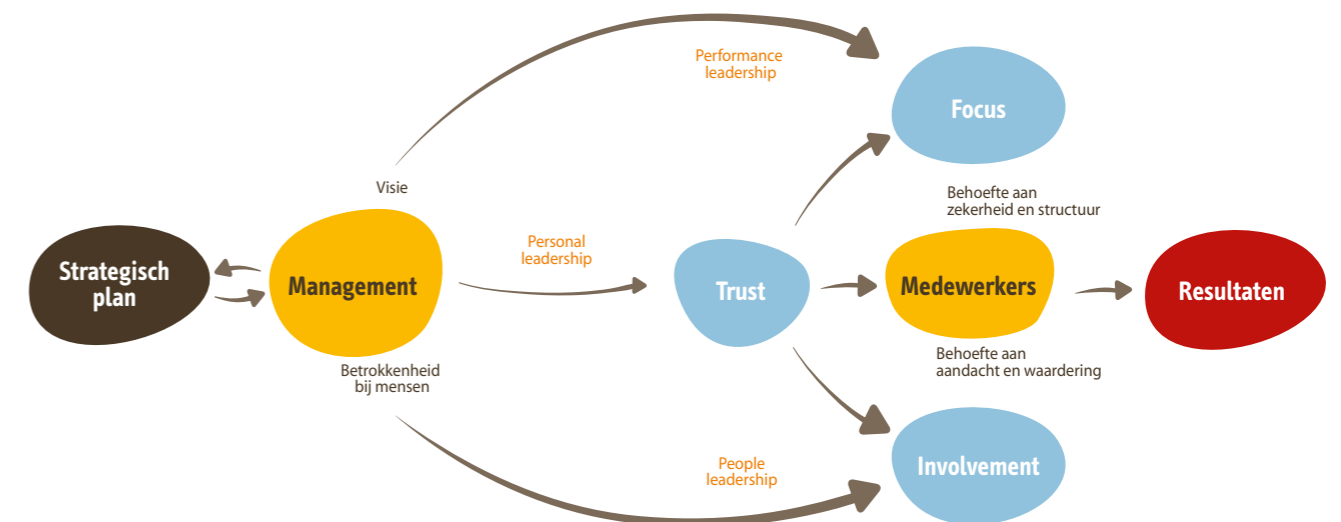 Performance
leadership
Focus
Visie
Behoefte aan
zekerheid en structuur
Strategisch
plan
Management
Personal
leadership
Trust
Medewerkers
Resultaten
Betrokkenheid
bij mensen
Behoefte aan
aandacht en waardering
People
leadership
Involvement